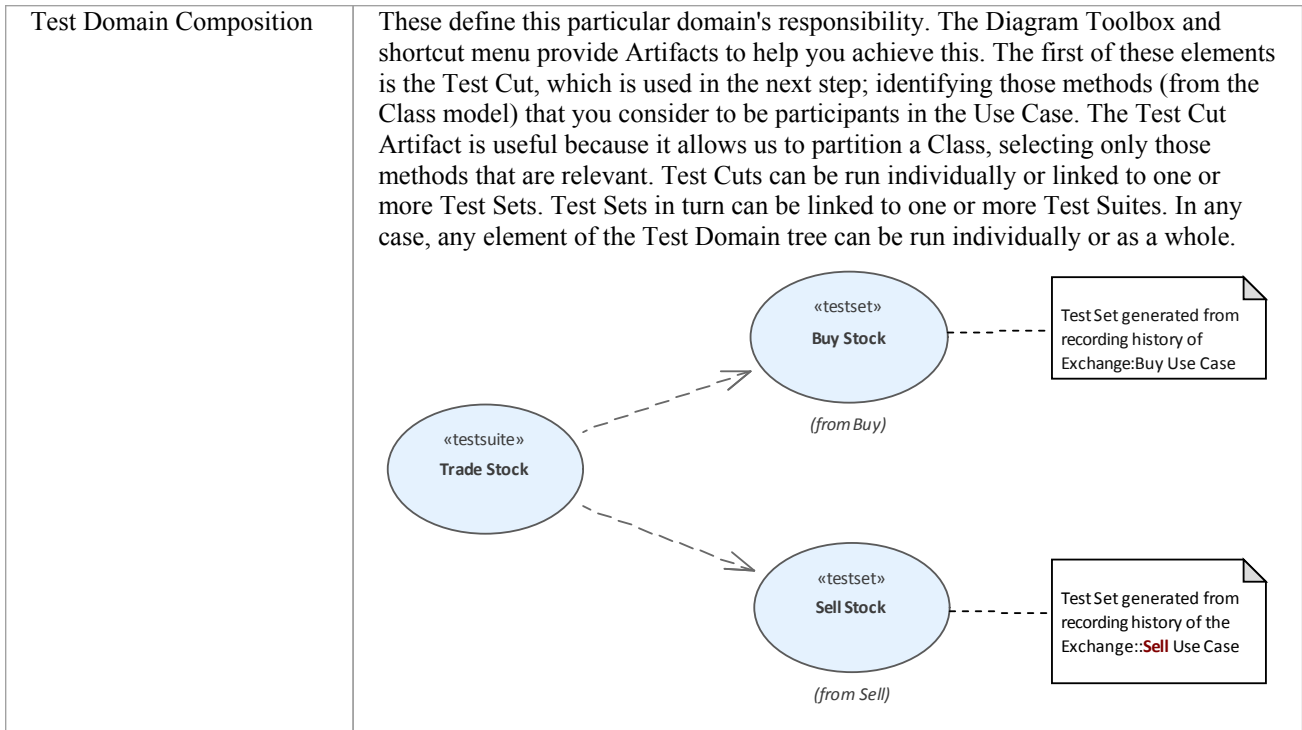 Test Domain Composition
These define this particular domain's responsibility. The Diagram Toolbox and
shortcut menu provide Artifacts to help you achieve this. The first of these elements
is the Test Cut, which is used in the next step; identifying those methods (from the
Class model) that you consider to be participants in the Use Case. The Test Cut
Artifact is useful because it allows us to partition a Class, selecting only those
methods that are relevant. Test Cuts can be run individually or linked to one or
more Test Sets. Test Sets in turn can be linked to one or more Test Suites. In any
case, any element of the Test Domain tree can be run individually or as a whole.
«testset»
Buy Stock
(from Buy)
Test Set generated from
recording history of
Exchange:Buy Use Case
«testsuite»
Trade Stock
«testset»
Sell Stock
(from Sell)
Test Set generated from
recording history of the
Exchange::Sell Use Case